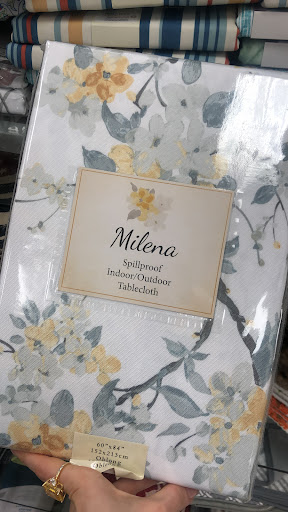 Milena
Spillproof
Indoor/Outdoor
Tablecloth
60"x84"
152x213cm
Oblong